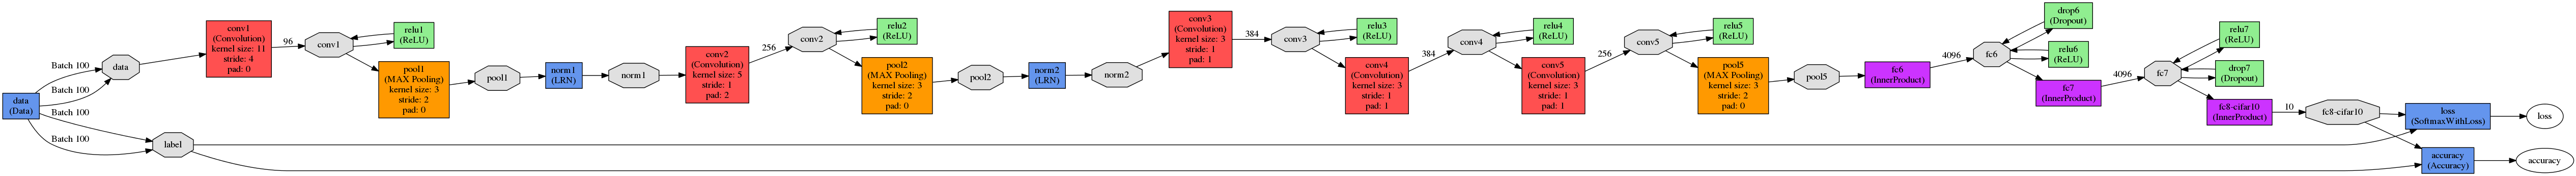 data
(Data)
Batch 100
Batch 100
Batch 100
Batch 100
data
label
conv1
(Convolution)
kernel size: 11
stride: 4
pad: 0
96
conv1
relu1
(ReLU)
pool1
(MAX Pooling)
kernel size: 3
stride: 2
pad: 0
pool1
norm1
(LRN)
norm1
conv2
(Convolution)
kernel size: 5
stride: 1
pad: 2
256
conv2
relu2
(ReLU)
pool2
(MAX Pooling)
kernel size: 3
stride: 2
pad: 0
pool2
norm2
(LRN)
norm2
conv3
(Convolution)
kernel size: 3
stride: 1
pad: 1
384
conv3
relu3
(ReLU)
conv4
(Convolution)
kernel size: 3
stride: 1
pad: 1
384
conv4
relu4
(ReLU)
conv5
(Convolution)
kernel size: 3
stride: 1
pad: 1
256
conv5
relu5
(ReLU)
pool5
(MAX Pooling)
kernel size: 3
stride: 2
pad: 0
pool5
fc6
(InnerProduct)
4096
fc6
drop6
(Dropout)
relu6
(ReLU)
fc7
(InnerProduct)
4096
fc7
relu7
(ReLU)
drop7
(Dropout)
fc8-cifar10
(InnerProduct)
10
fc8-cifar10
loss
(SoftmaxWithLoss)
loss
accuracy
(Accuracy)
accuracy